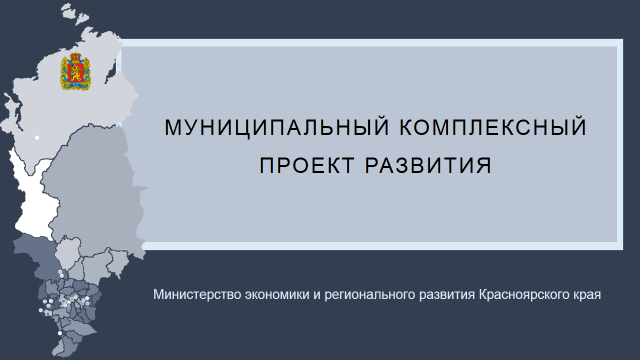 МУНИЦИПАЛЬНЫЙ КОМПЛЕКСНЫЙ
ПРОЕКТ РАЗВИТИЯ
Министерство экономики и регионального развития Красноярского края